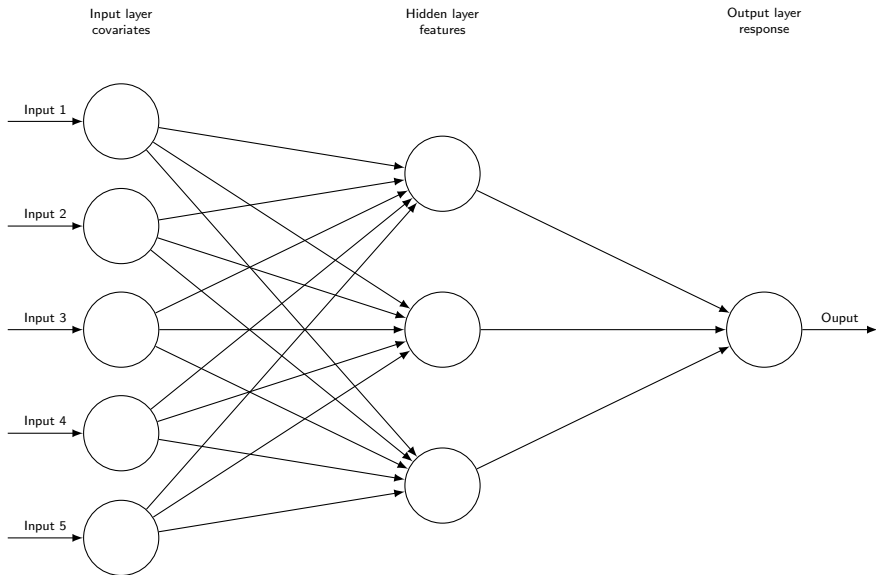 Input layer
covariates
Hidden layer
features
Output layer
response
Input 1
Input 2
Input 3
Ouput
Input 4
Input 5